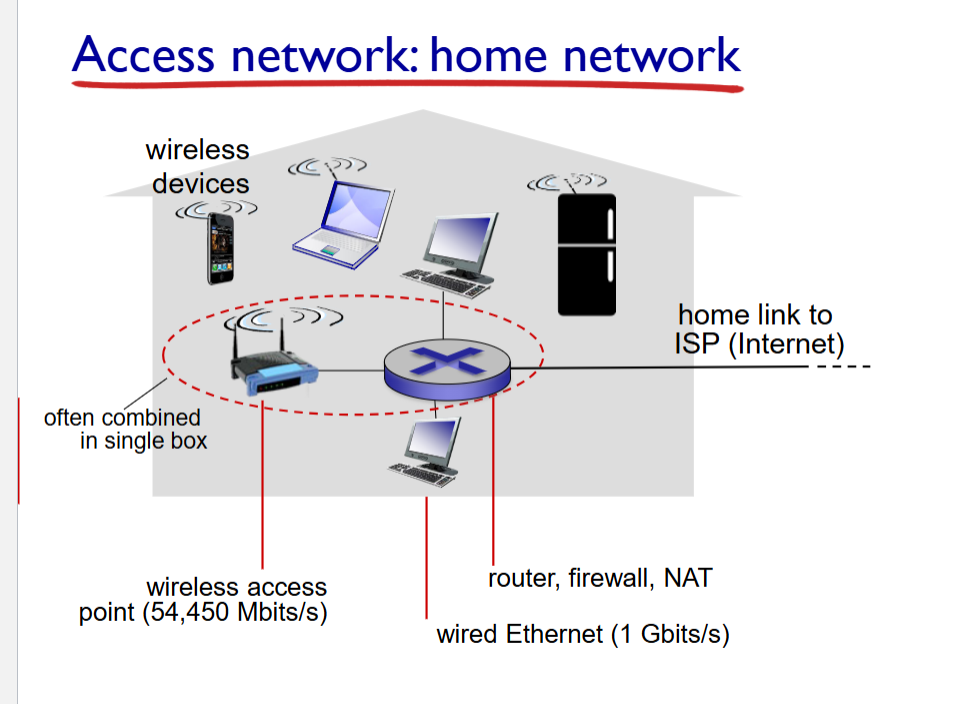 Access network: home network
wireless
devices
home link to
ISP (Internet)
often combined
in single box
wireless access
point (54,450 Mbits/s)
router, firewall, NAT
wired Ethernet (1 Gbits/s)